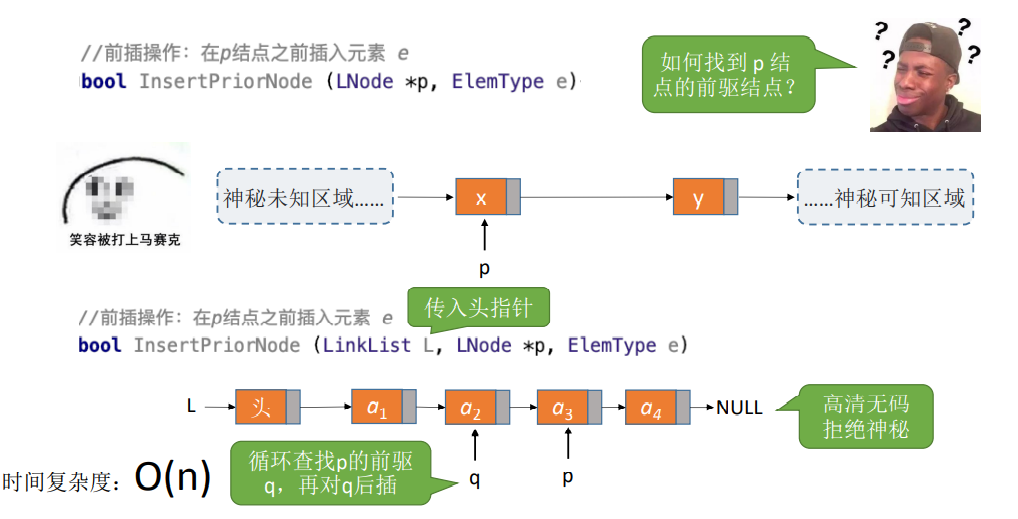 //前插操作：在p结点之前插入元素 e
bool InsertPriorNode (LNode *p, ElemType e)
如何找到 p 结
点的前驱结点？
? ? ? ?
神秘未知区域……
x
y
……神秘可知区域
笑容被打上马赛克
p
传入头指针
//前插操作：在p结点之前插入元素 e
bool InsertPriorNode (LinkList L, LNode *p, ElemType e)
L
头
a1
a2
a3
a4
NULL
高清无码
拒绝神秘
循环查找p的前驱
q，再对q后插
q
p
时间复杂度：O(n)